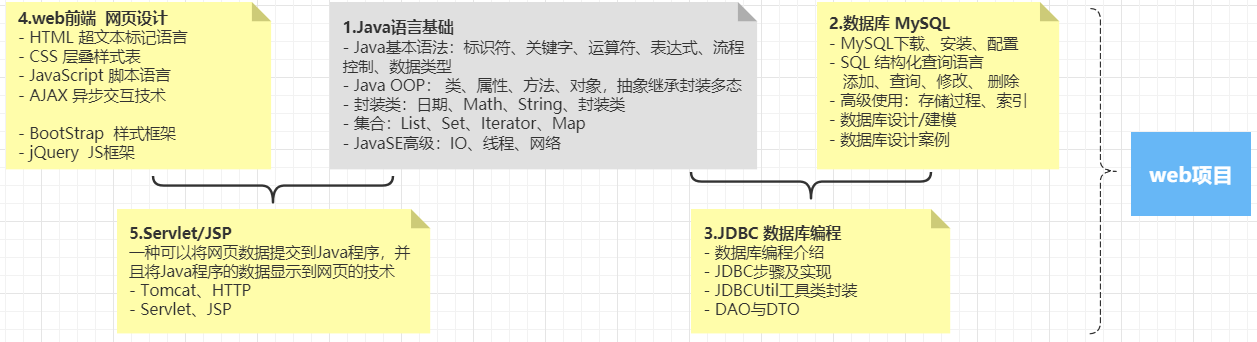 4.web前端 网页设计
- HTML 超文本标记语言
- CSS 层叠样式表
- JavaScript 脚本语言
- AJAX 异步交互技术
- BootStrap 样式框架
- jQuery JS框架
1.Java语言基础
- Java基本语法：标识符、关键字、运算符、表达式、流程
控制、数据类型
- Java OOP： 类、属性、方法、对象，抽象继承封装多态
- 封装类：日期、Math、String、封装类
- 集合：List、Set、Iterator、Map
- JavaSE高级：IO、线程、网络
2.数据库 MySQL
- MySQL下载、安装、配置
- SQL 结构化查询语言
添加、查询、修改、 删除
- 高级使用：存储过程、索引
- 数据库设计/建模
- 数据库设计案例
web项目
5.Servlet/JSP
一种可以将网页数据提交到Java程序，并
且将Java程序的数据显示到网页的技术
- Tomcat、HTTP
- Servlet、JSP
3.JDBC 数据库编程
- 数据库编程介绍
- JDBC步骤及实现
- JDBCUtil工具类封装
- DAO与DTO